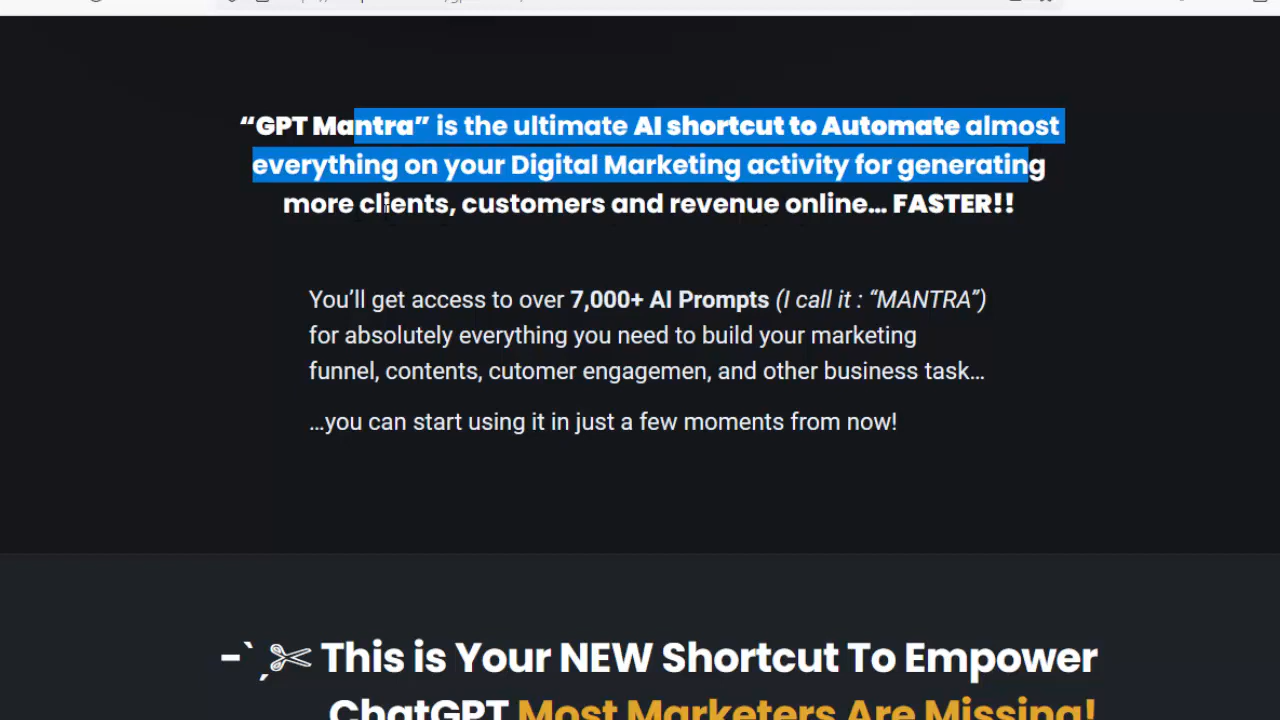 “GPT Mantra” is the ultimate AI shortcut to Automate almost
everything on your Digital Marketing activity for generating
more clients, customers and revenue online... FASTER!!
You’ll get access to over 7,000+ AI Prompts (I call it : “MANTRA”)
for absolutely everything you need to build your marketing
funnel, contents, cutomer engagemen, and other business task...
...you can start using it in just a few moments from now!
-` ̗✂ This is Your NEW Shortcut To Empower
ChatGPT Most Marketers Are Missing!